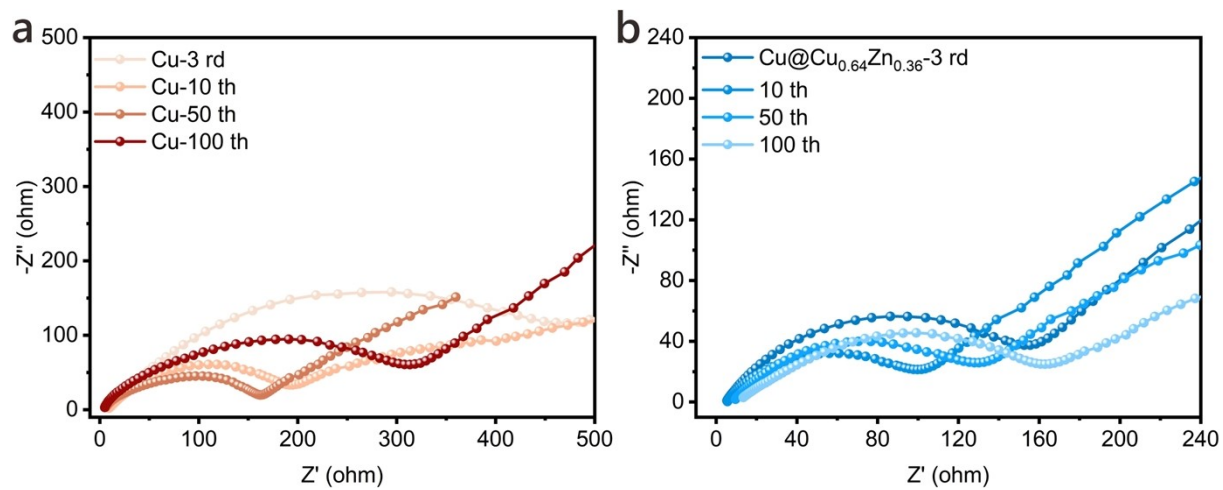 a
500
400
300
200
100
0
-Z'' (ohm)
Cu-3 rd
Cu-10 th
Cu-50 th
Cu-100 th
0 100 200 300 400 500
Z' (ohm)
b
240
220
180
160
120
80
40
0
-Z'' (ohm)
Cu@Cu₀.₆₄Zn₀.₃₆-3 rd
10 th
50 th
100 th
0 40 80 120 160 200 240
Z' (ohm)